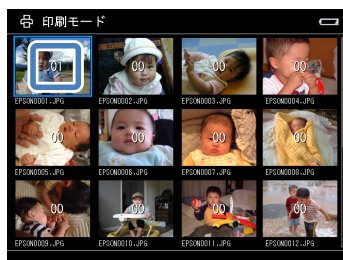 印刷モード
01 00 00 00
EPSON0001.JPG EPSON0002.JPG EPSON0003.JPG EPSON0004.JPG
00 00 00 00
EPSON0005.JPG EPSON0006.JPG EPSON0007.JPG EPSON0008.JPG
00 00 00 00
EPSON0009.JPG EPSON0010.JPG EPSON0011.JPG EPSON0012.JPG